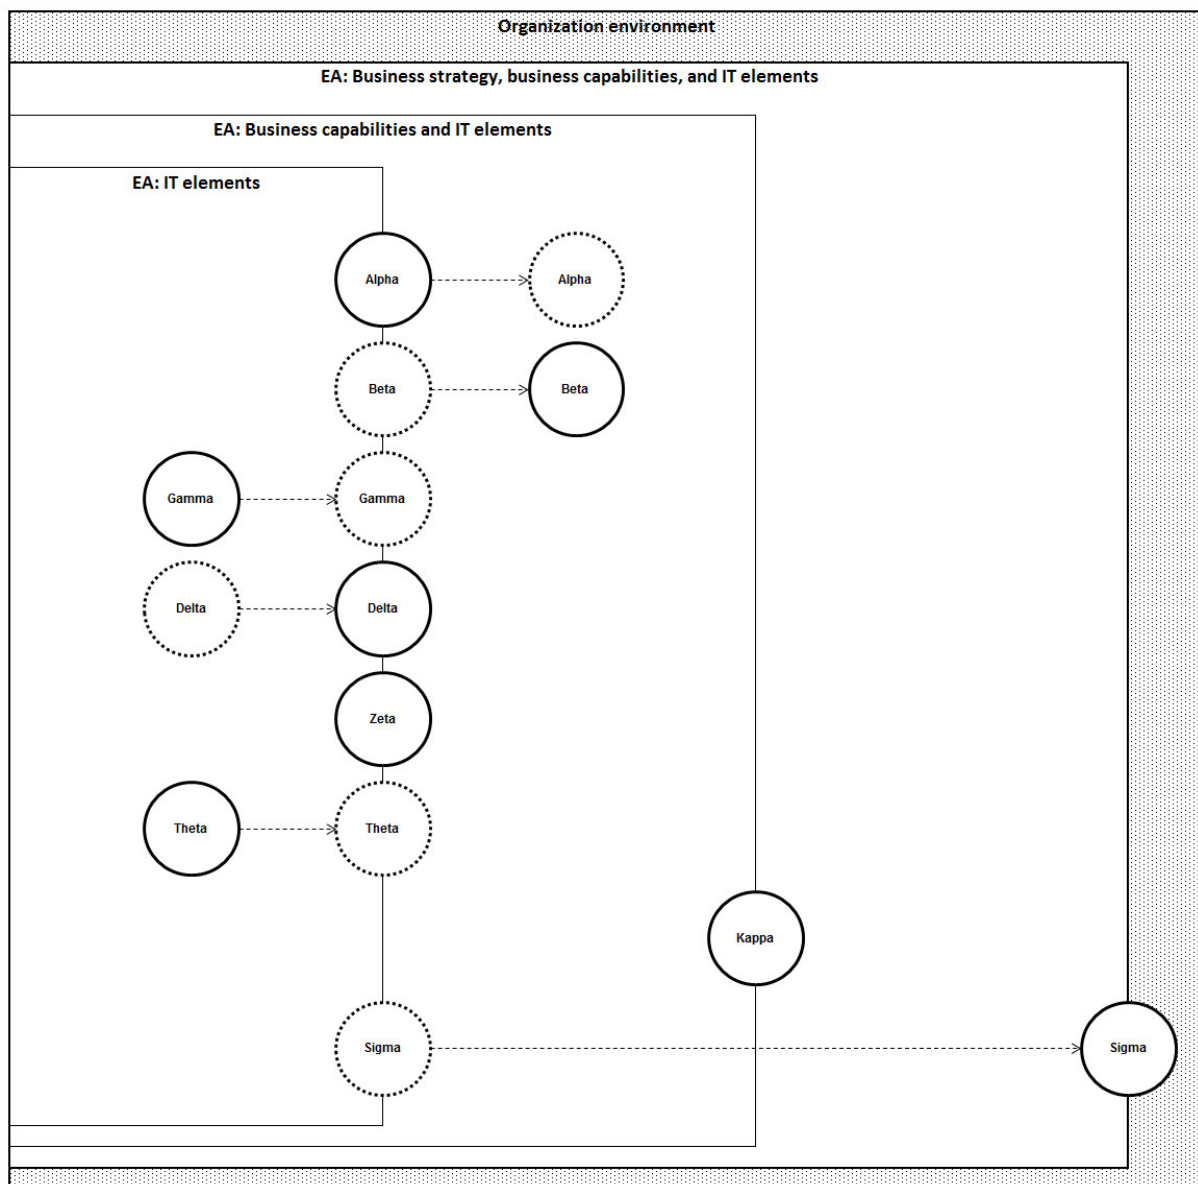 Organization environment
EA: Business strategy, business capabilities, and IT elements
EA: Business capabilities and IT elements
EA: IT elements
Alpha
Alpha
Beta
Beta
Gamma
Gamma
Delta
Delta
Zeta
Theta
Theta
Kappa
Sigma
Sigma